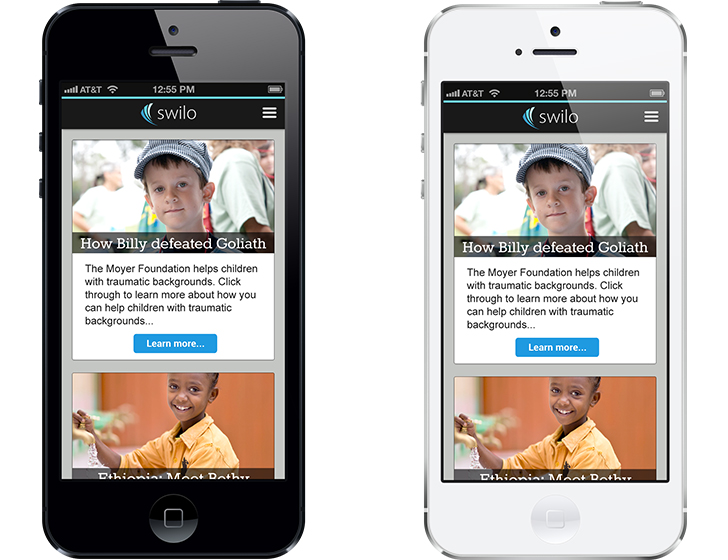 AT&T 12:55 PM
swilo
How Billy defeated Goliath
The Moyer Foundation helps children
with traumatic backgrounds. Click
through to learn more about how you
can help children with traumatic
backgrounds...
Learn more...
Ethiopia: Meet Bethy
AT&T 12:55 PM
swilo
How Billy defeated Goliath
The Moyer Foundation helps children
with traumatic backgrounds. Click
through to learn more about how you
can help children with traumatic
backgrounds...
Learn more...
Ethiopia: Meet Bethy